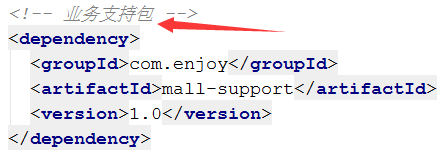 <!-- 业务支持包 -->
<dependency>
<groupId>com.enjoy</groupId>
<artifactId>mall-support</artifactId>
<version>1.0</version>
</dependency>